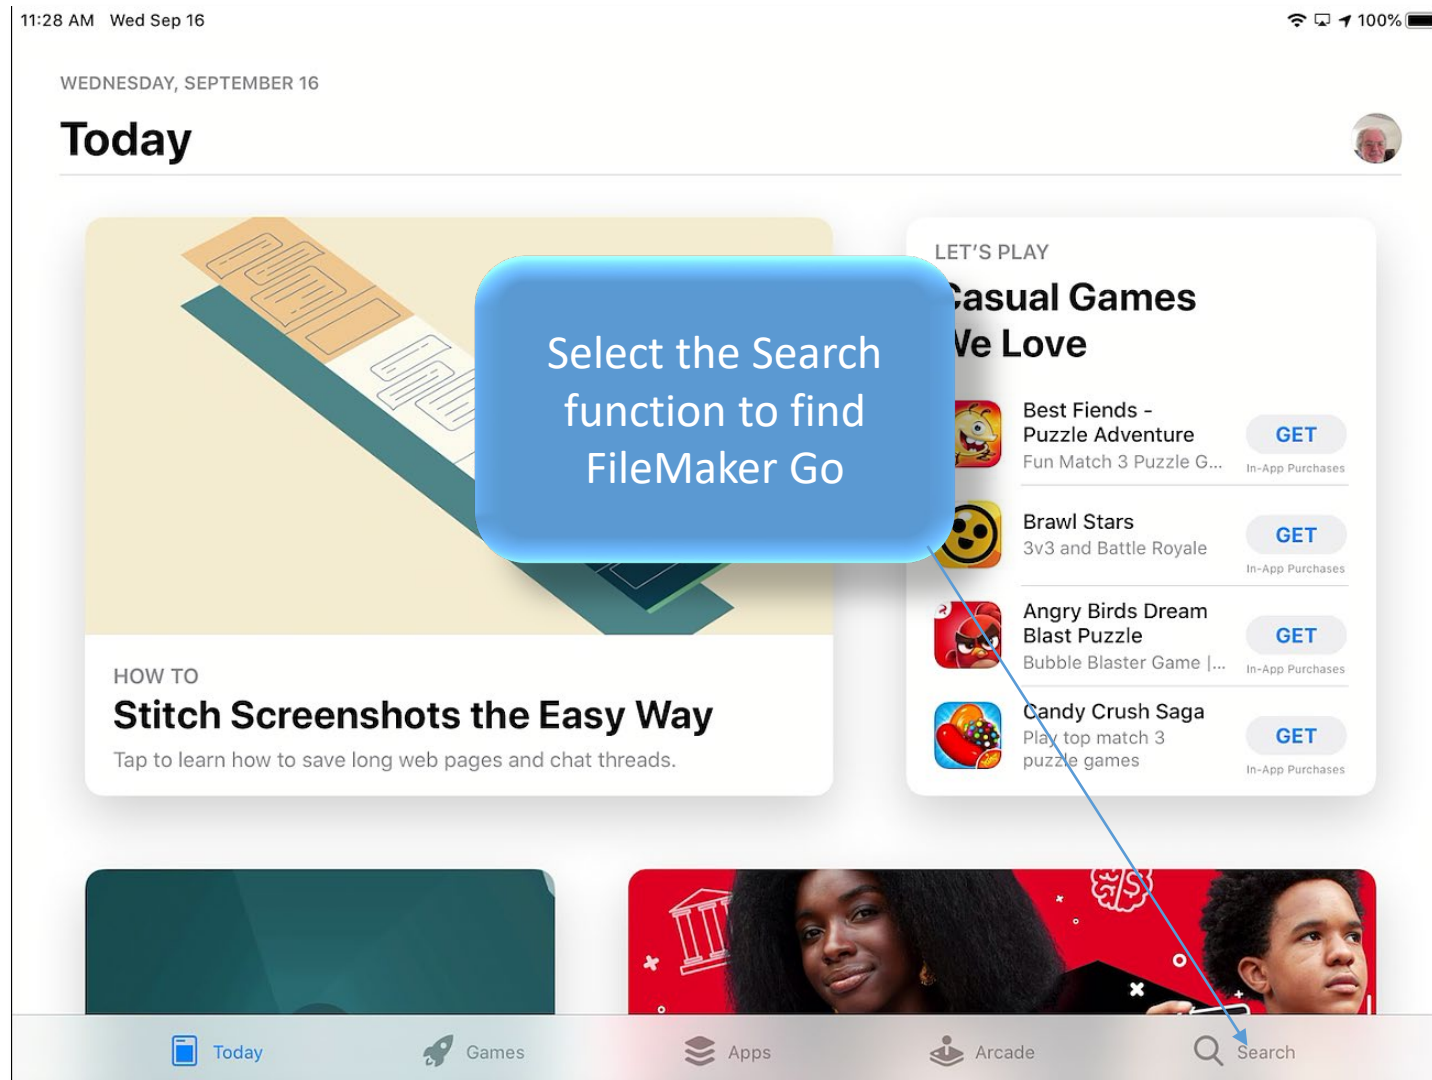 11:28 AM Wed Sep 16
100%
WEDNESDAY, SEPTEMBER 16
Today
LET'S PLAY
Casual Games
We Love
Select the Search
function to find
FileMaker Go
Best Fiends -
Puzzle Adventure
Fun Match 3 Puzzle G...
GET
In-App Purchases
Brawl Stars
3v3 and Battle Royale
GET
In-App Purchases
Angry Birds Dream
Blast Puzzle
Bubble Blaster Game |...
GET
In-App Purchases
Candy Crush Saga
Play top match 3
puzzle games
GET
In-App Purchases
HOW TO
Stitch Screenshots the Easy Way
Tap to learn how to save long web pages and chat threads.
Today
Games
Apps
Arcade
Search